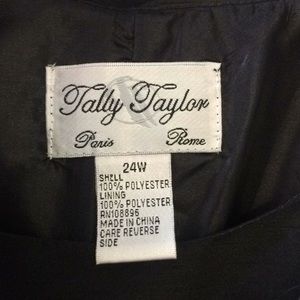 Tally Taylor
Paris Rome
24W
SHELL
100% POLYESTER
LINING
100% POLYESTER
RN108896
MADE IN CHINA
CARE REVERSE
SIDE